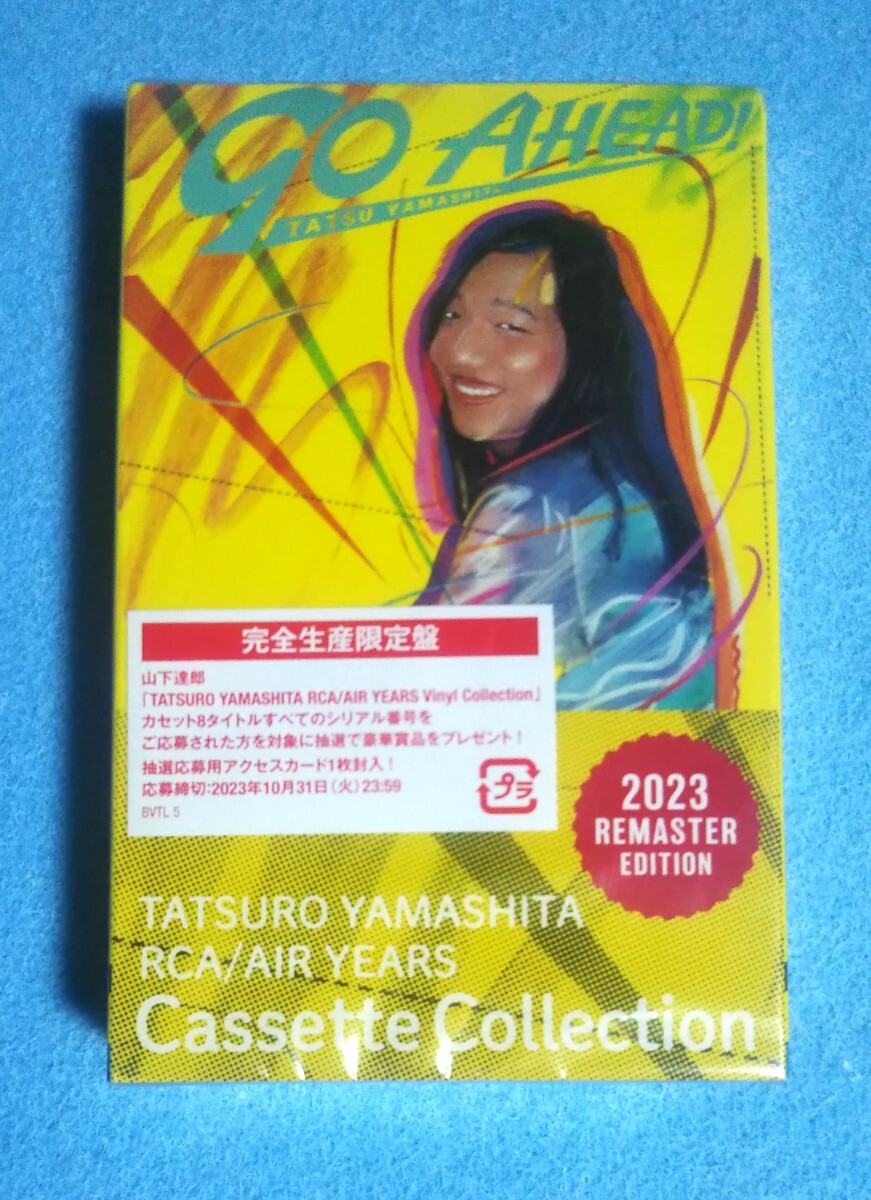 GO AHEAD!
TATSU YAMASHITA
完全生産限定盤
山下達郎
「TATSURO YAMASHITA RCA/AIR YEARS Vinyl Collection」
カセット8タイトルすべてのシリアル番号を
ご応募された方を対象に抽選で豪華賞品をプレゼント！
抽選応募用アクセスカード1枚封入！
応募締切:2023年10月31日(火)23:59
BVTL 5
プラ
2023
REMASTER
EDITION
TATSURO YAMASHITA
RCA/AIR YEARS
Cassette Collection